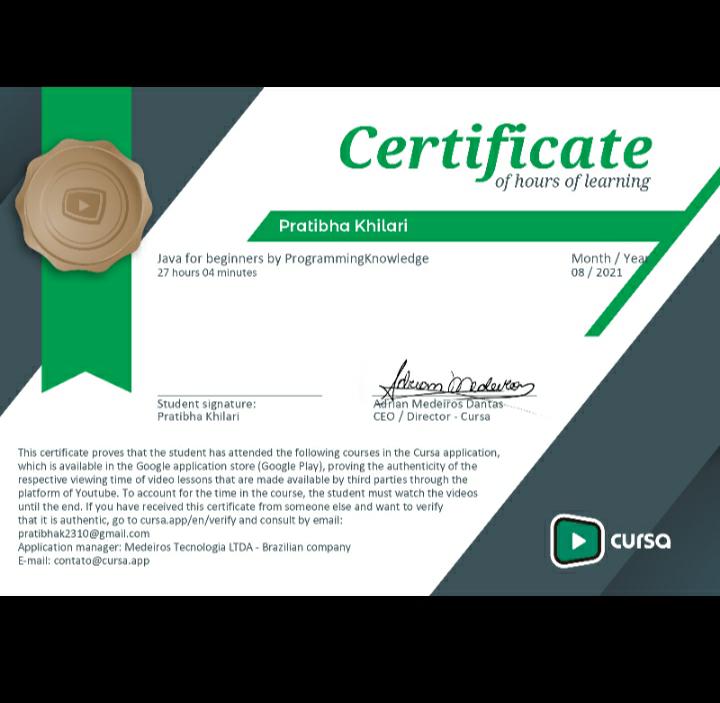 Certificate
of hours of learning
Pratibha Khilari
Java for beginners by ProgrammingKnowledge
27 hours 04 minutes
Month / Year
08 / 2021
Adrian Medeiros
Student signature:
Pratibha Khilari
Adrian Medeiros Dantas
CEO / Director - Cursa
This certificate proves that the student has attended the following courses in the Cursa application,
which is available in the Google application store (Google Play), proving the authenticity of the
respective viewing time of video lessons that are made available by third parties through the
platform of Youtube. To account for the time in the course, the student must watch the videos
until the end. If you have received this certificate from someone else and want to verify
that it is authentic, go to cursa.app/en/verify and consult by email:
pratibhak2310@gmail.com
Application manager: Medeiros Tecnologia LTDA - Brazilian company
E-mail: contato@cursa.app
cursa